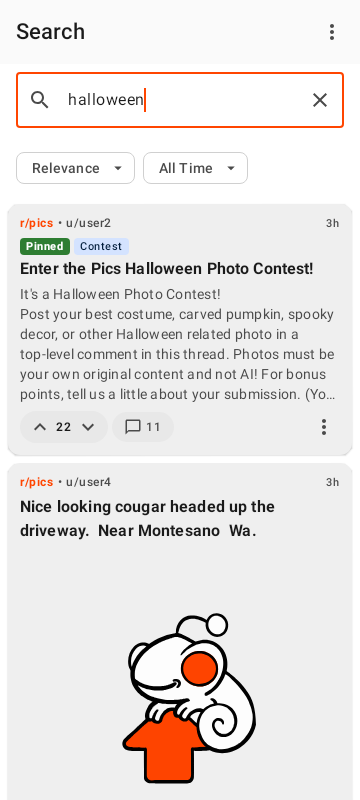 Search
halloween
Relevance
All Time
r/pics • u/user2
3h
Pinned
Contest
Enter the Pics Halloween Photo Contest!
It's a Halloween Photo Contest!
Post your best costume, carved pumpkin, spooky
decor, or other Halloween related photo in a
top-level comment in this thread. Photos must be
your own original content and not AI! For bonus
points, tell us a little about your submission. (Yo…
22
11
r/pics • u/user4
3h
Nice looking cougar headed up the
driveway.  Near Montesano  Wa.